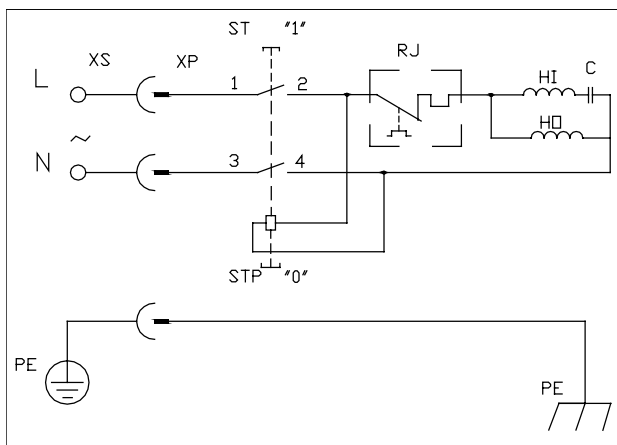 ST "1"
XS XP RJ
L 1 2 HI C
~
HO
N 3 4
STP "0"
PE
PE